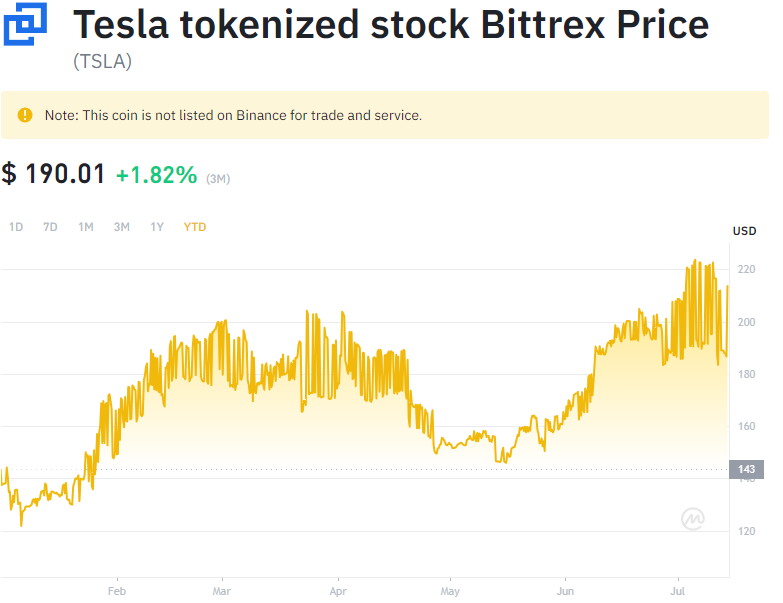 Tesla tokenized stock Bittrex Price
(TSLA)
Note: This coin is not listed on Binance for trade and service.
$ 190.01 +1.82% (3M)
1D 7D 1M 3M 1Y YTD
USD
220
200
180
160
143
140
120
Feb Mar Apr May Jun Jul